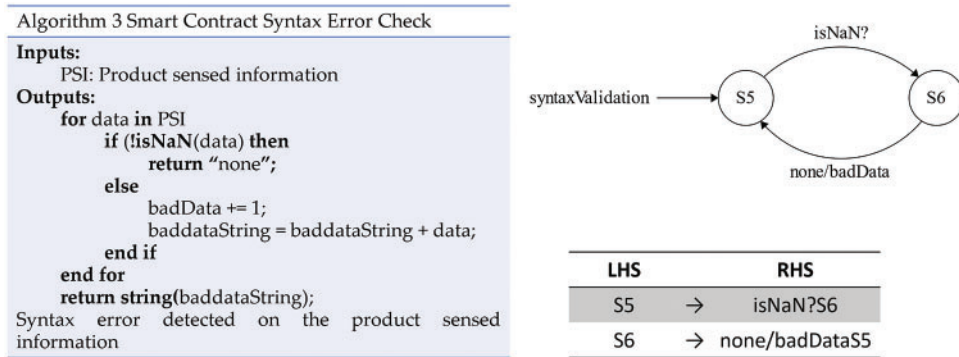 Algorithm 3 Smart Contract Syntax Error Check
Inputs:
PSI: Product sensed information
Outputs:
for data in PSI
if (!isNaN(data) then
return “none”;
else
badData += 1;
baddataString = baddataString + data;
end if
end for
return string(baddataString);
Syntax error detected on the product sensed
information
isNaN?
syntaxValidation
S5
S6
none/badData
LHS RHS
S5 → isNaN?S6
S6 → none/badDataS5